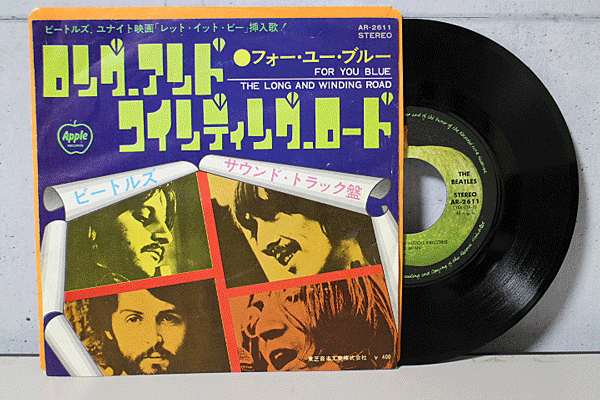 ビートルズ、ユナイト映画「レット・イット・ビー」挿入歌!
AR-2611
STEREO
ロング・アンド
ワインディング・ロード
●フォー・ユー・ブルー
FOR YOU BLUE
THE LONG AND WINDING ROAD
Apple
RECORDS
ビートルズ
サウンド・トラック盤
東芝音楽工業株式会社
¥400
THE
BEATLES
STEREO
AR-2611